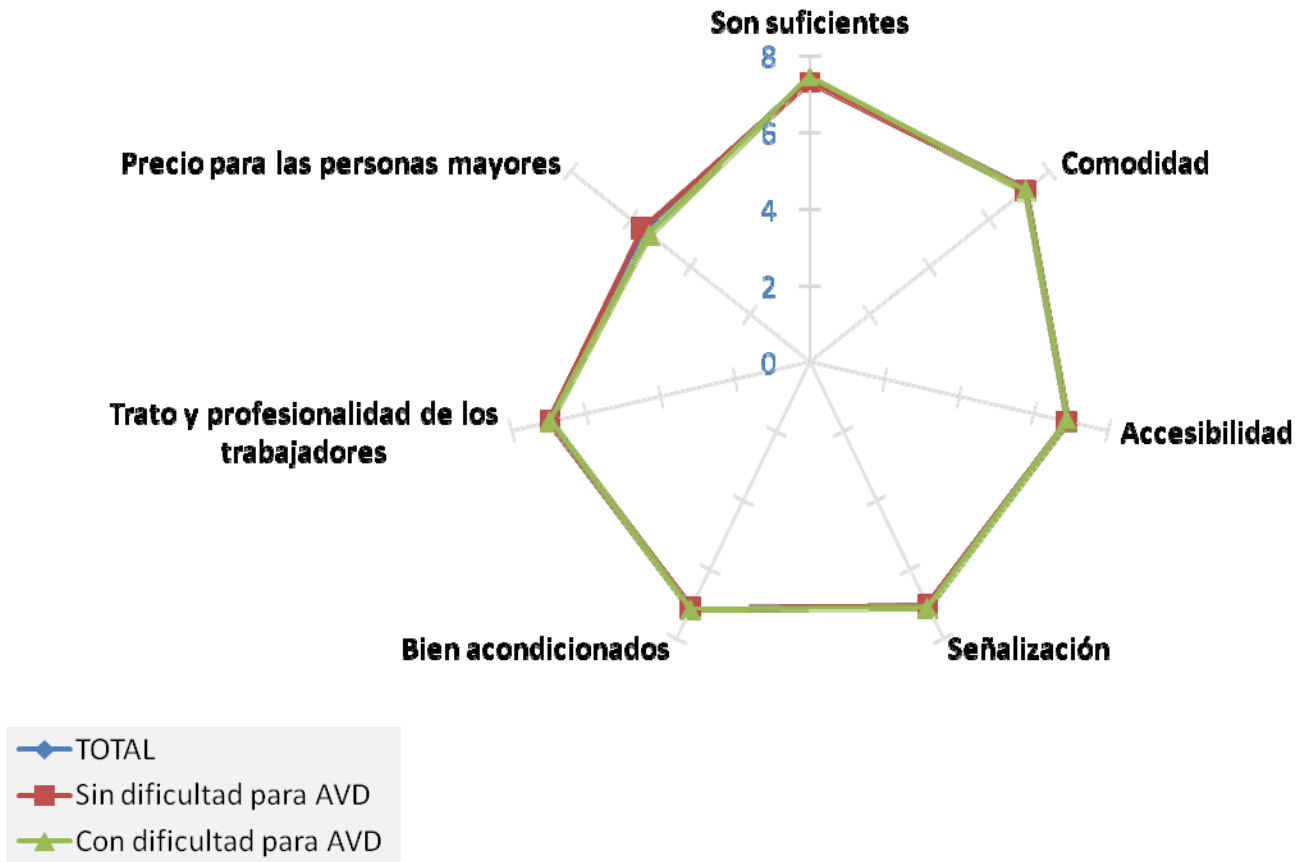 Son suficientes
8
Comodidad
Precio para las personas mayores
6
4
2
0
Trato y profesionalidad de los
trabajadores
Accesibilidad
Bien acondicionados
Señalización
TOTAL
Sin dificultad para AVD
Con dificultad para AVD